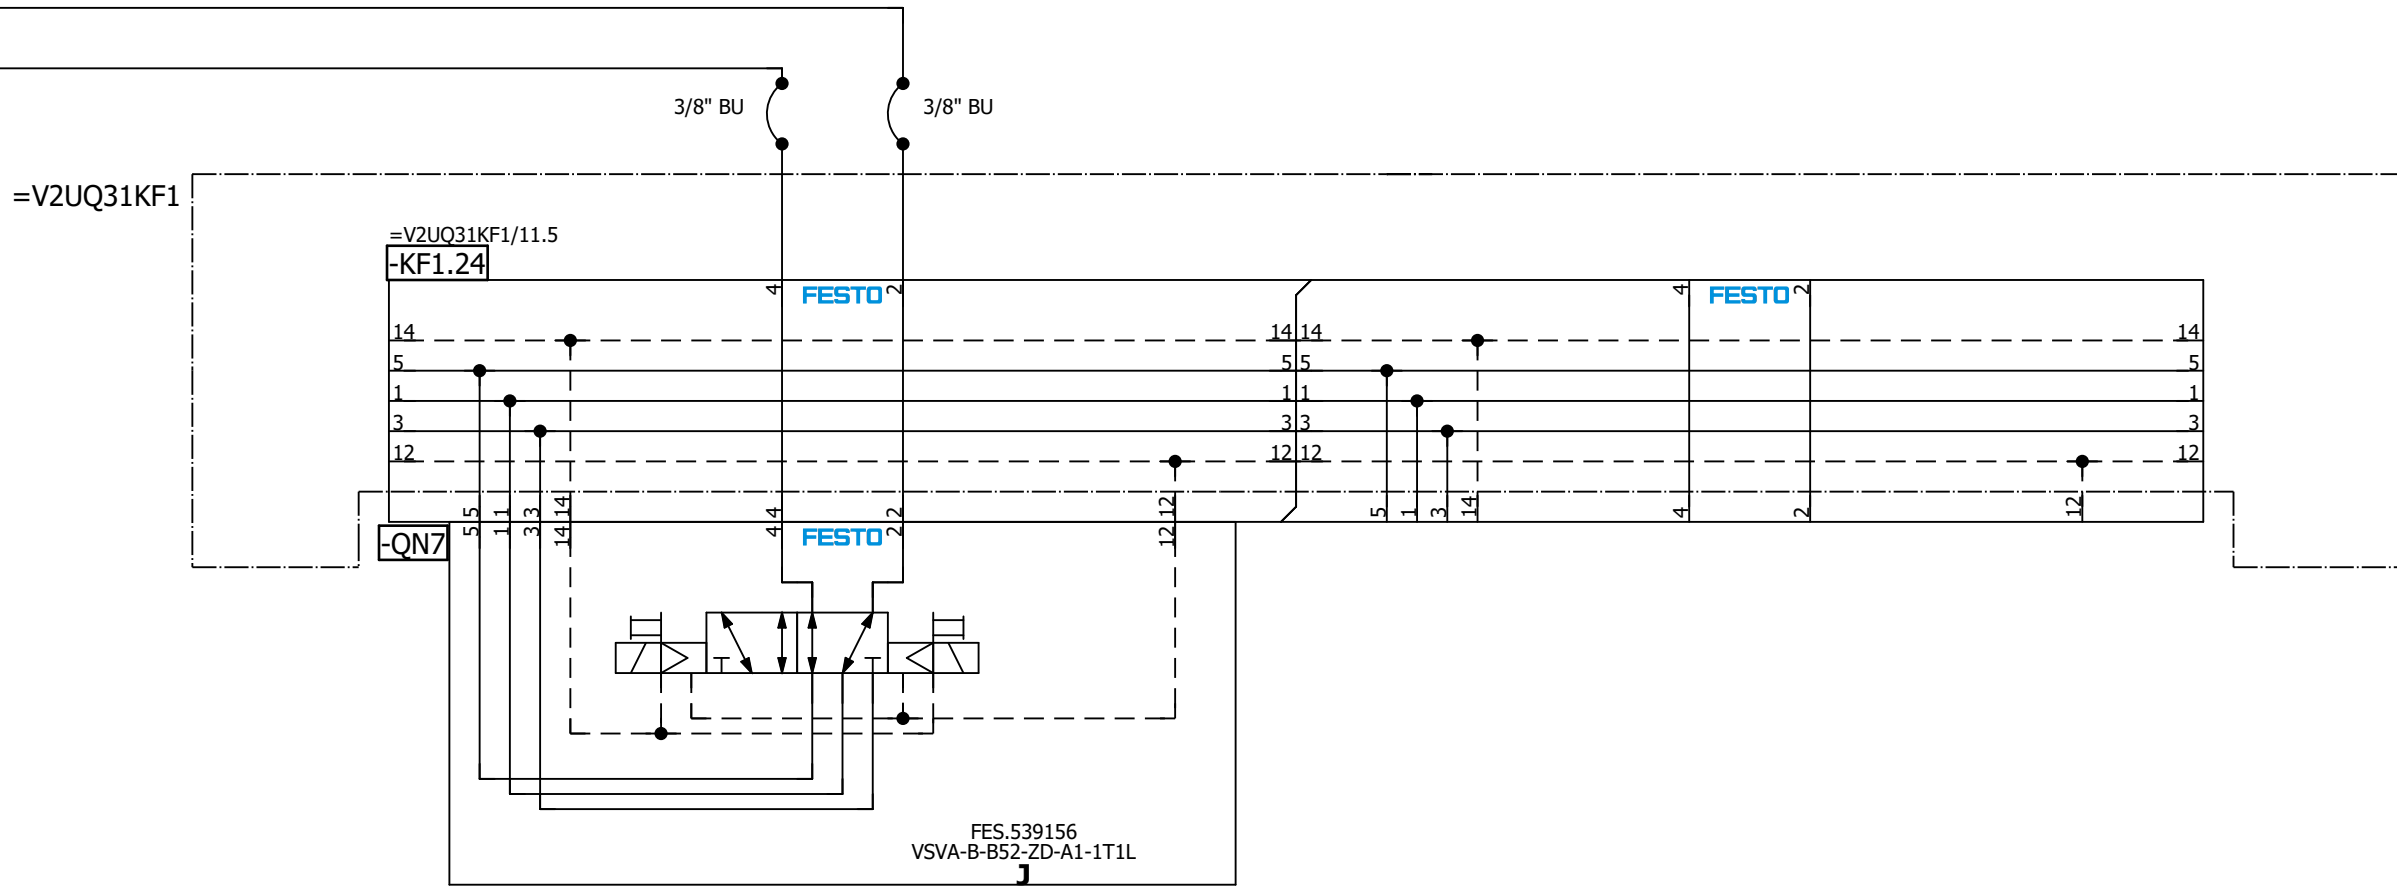 3/8" BU
3/8" BU
=V2UQ31KF1
=V2UQ31KF1/11.5
-KF1.24
4 FESTO 2 4 FESTO 2
14 14 14 14
5 5 5 5
1 1 1 1
3 3 3 3
12 12 12 12
5 1 3 14 4 2 12 5 1 3 14 4 2 12
-QN7
5 1 3 14 4 FESTO 2 12
FES.539156
VSVA-B-B52-ZD-A1-1T1L
J